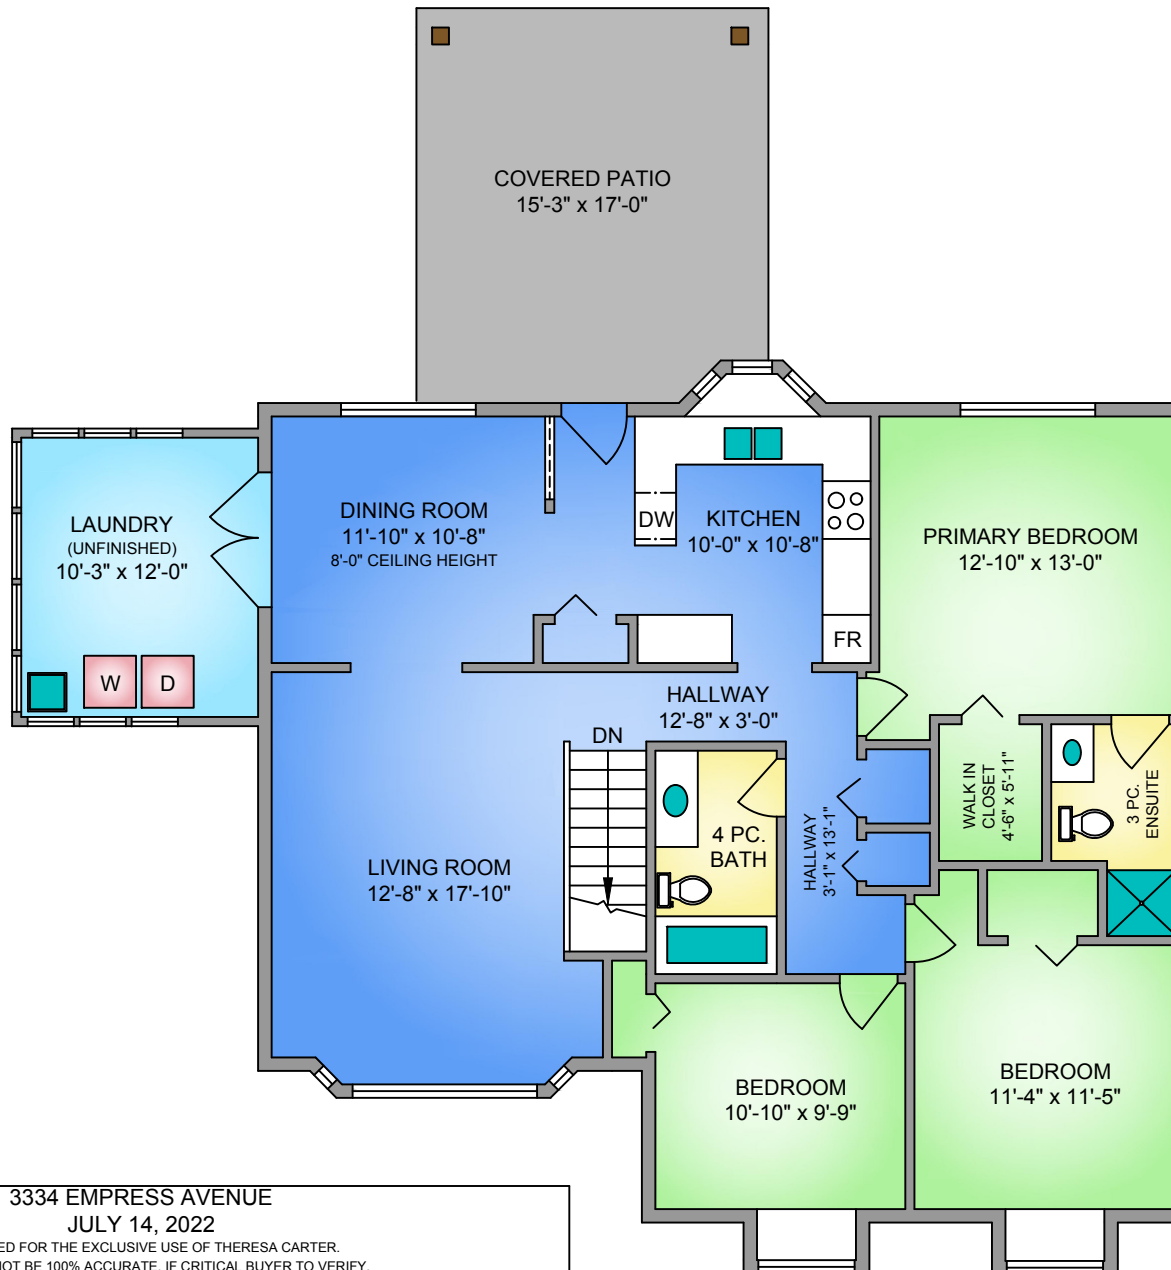 COVERED PATIO
15'-3" x 17'-0"
LAUNDRY
(UNFINISHED)
10'-3" x 12'-0"
W
D
DINING ROOM
11'-10" x 10'-8"
8'-0" CEILING HEIGHT
DW
KITCHEN
10'-0" x 10'-8"
FR
PRIMARY BEDROOM
12'-10" x 13'-0"
HALLWAY
12'-8" x 3'-0"
DN
LIVING ROOM
12'-8" x 17'-10"
4 PC.
BATH
HALLWAY
3'-1" x 13'-1"
WALK IN
CLOSET
4'-6" x 5'-11"
3 PC.
ENSUITE
BEDROOM
10'-10" x 9'-9"
BEDROOM
11'-4" x 11'-5"
3334 EMPRESS AVENUE
JULY 14, 2022
FOR THE EXCLUSIVE USE OF THERESA CARTER.
NOT BE 100% ACCURATE. IF CRITICAL BUYER TO VERIFY.